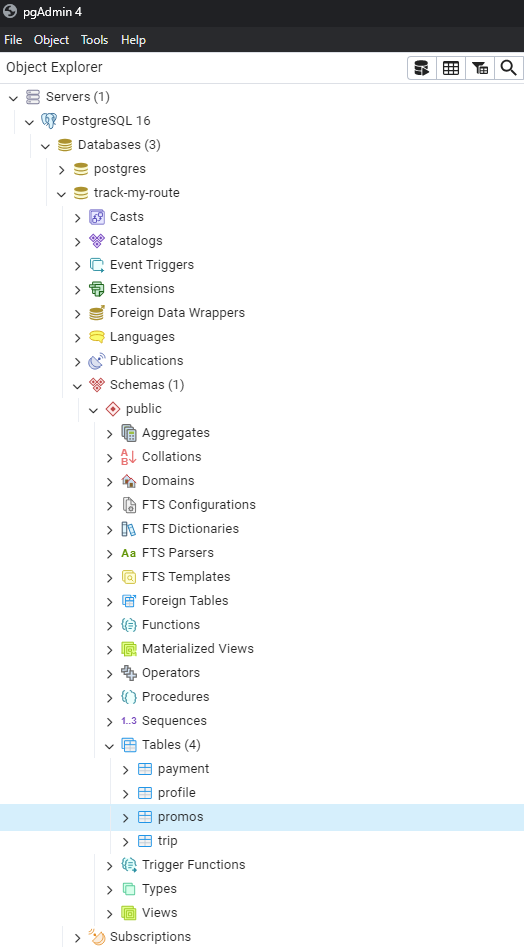 pgAdmin 4
File Object Tools Help
Object Explorer
Servers (1)
PostgreSQL 16
Databases (3)
postgres
track-my-route
Casts
Catalogs
Event Triggers
Extensions
Foreign Data Wrappers
Languages
Publications
Schemas (1)
public
Aggregates
Collations
Domains
FTS Configurations
FTS Dictionaries
Aa FTS Parsers
FTS Templates
Foreign Tables
Functions
Materialized Views
Operators
Procedures
1..3 Sequences
Tables (4)
payment
profile
promos
trip
Trigger Functions
Types
Views
Subscriptions